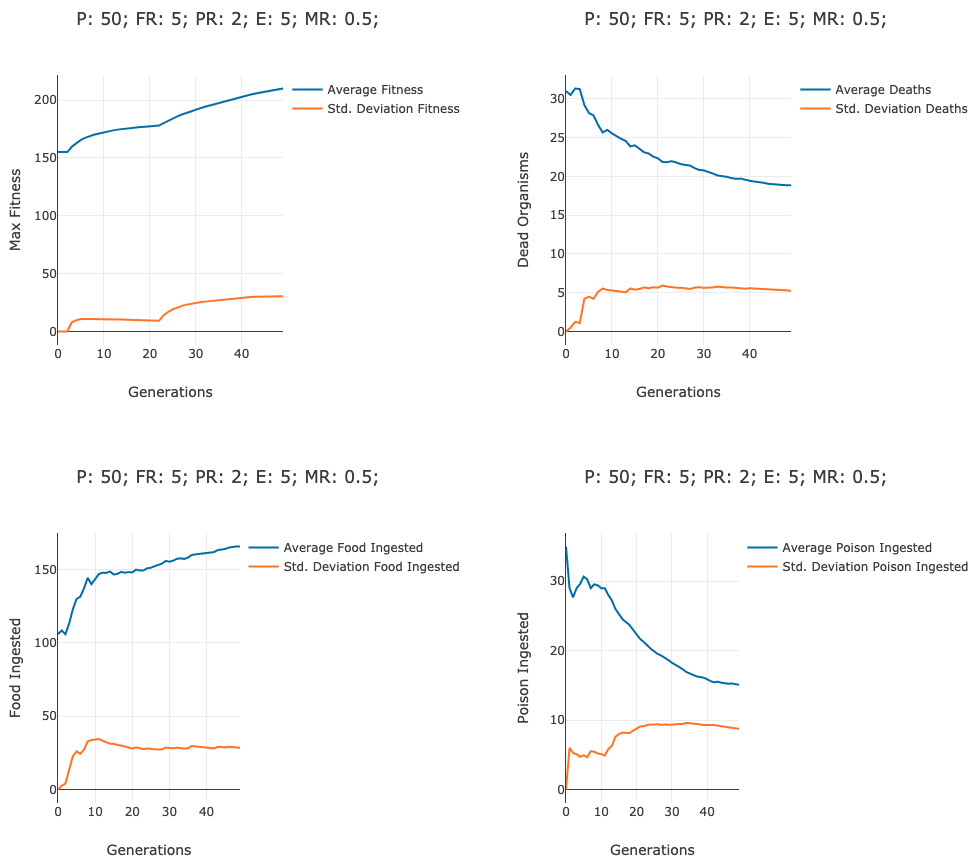 P: 50; FR: 5; PR: 2; E: 5; MR: 0.5;
Average Fitness
Std. Deviation Fitness
Max Fitness
200
150
100
50
0
0 10 20 30 40
Generations
P: 50; FR: 5; PR: 2; E: 5; MR: 0.5;
Average Deaths
Std. Deviation Deaths
Dead Organisms
30
25
20
15
10
5
0
0 10 20 30 40
Generations
P: 50; FR: 5; PR: 2; E: 5; MR: 0.5;
Average Food Ingested
Std. Deviation Food Ingested
Food Ingested
150
100
50
0
0 10 20 30 40
Generations
P: 50; FR: 5; PR: 2; E: 5; MR: 0.5;
Average Poison Ingested
Std. Deviation Poison Ingested
Poison Ingested
30
20
10
0
0 10 20 30 40
Generations